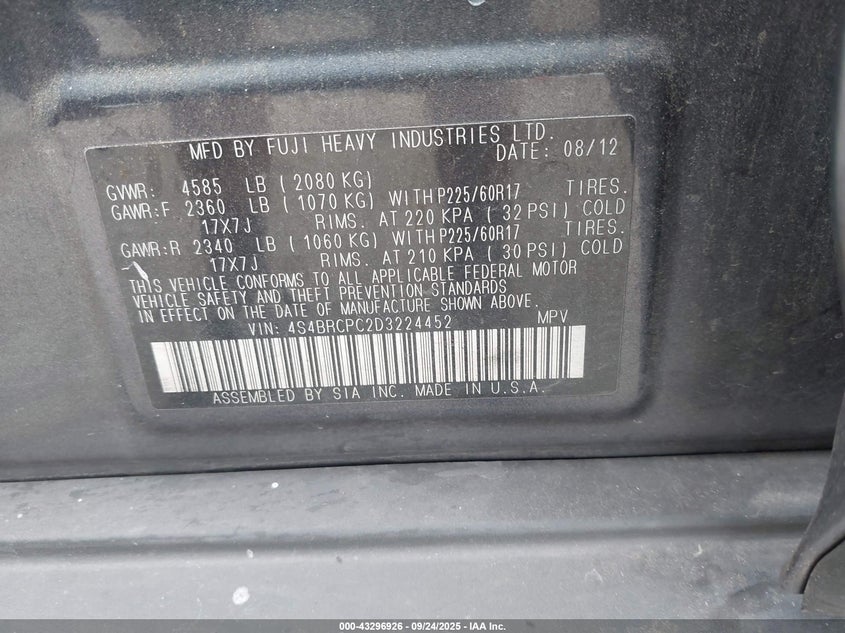 MFD BY FUJI HEAVY INDUSTRIES LTD.
DATE: 08/12
GVWR: 4585 LB ( 2080 KG)
GAWR:F 2360 LB ( 1070 KG) WITH P225/60R17 TIRES.
17X7J RIMS. AT 220 KPA ( 32 PSI) COLD
GAWR:R 2340 LB ( 1060 KG) WITH P225/60R17 TIRES.
17X7J RIMS. AT 210 KPA ( 30 PSI) COLD
THIS VEHICLE CONFORMS TO ALL APPLICABLE FEDERAL MOTOR
VEHICLE SAFETY AND THEFT PREVENTION STANDARDS
IN EFFECT ON THE DATE OF MANUFACTURE SHOWN ABOVE.
VIN: 4S4BRCPC2D3224452 MPV
ASSEMBLED BY SIA INC. MADE IN U.S.A.
000-43296926 - 09/24/2025 - IAA Inc.